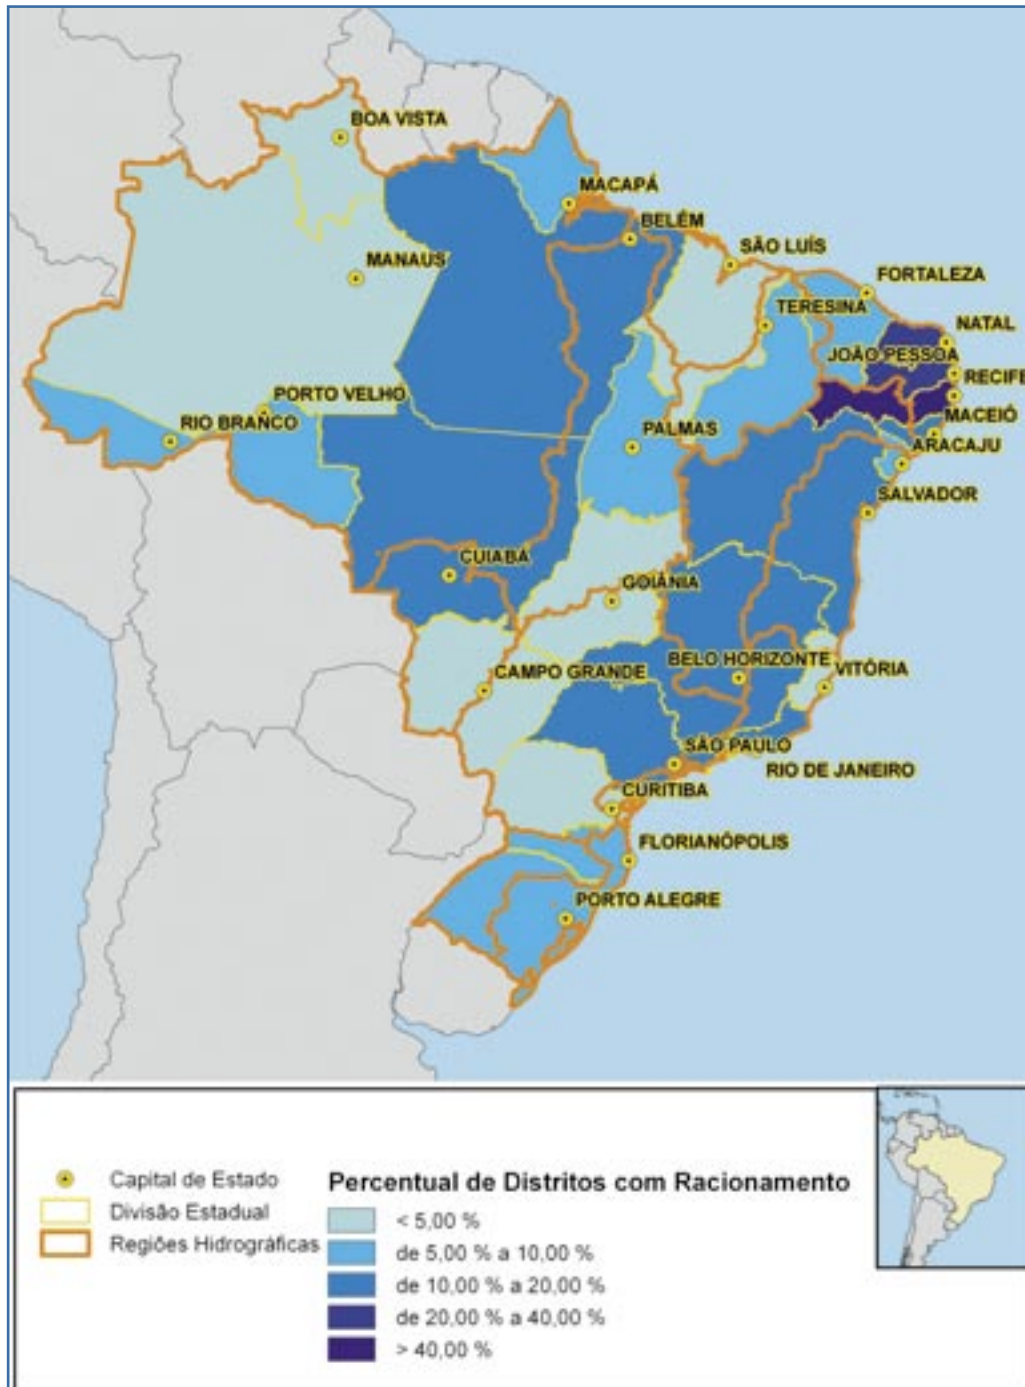 BOA VISTA
MACAPÁ
BELÉM
SÃO LUÍS
MANAUS
FORTALEZA
TERESINA
NATAL
JOÃO PESSOA
RECIFE
PORTO VELHO
MACEIÓ
RIO BRANCO
PALMAS
ARACAJU
SALVADOR
CUIABÁ
GOIÂNIA
BELO HORIZONTE
VITÓRIA
CAMPO GRANDE
SÃO PAULO
RIO DE JANEIRO
CURITIBA
FLORIANÓPOLIS
PORTO ALEGRE
Capital de Estado
Divisão Estadual
Regiões Hidrográficas
Percentual de Distritos com Racionamento
< 5,00 %
de 5,00 % a 10,00 %
de 10,00 % a 20,00 %
de 20,00 % a 40,00 %
> 40,00 %